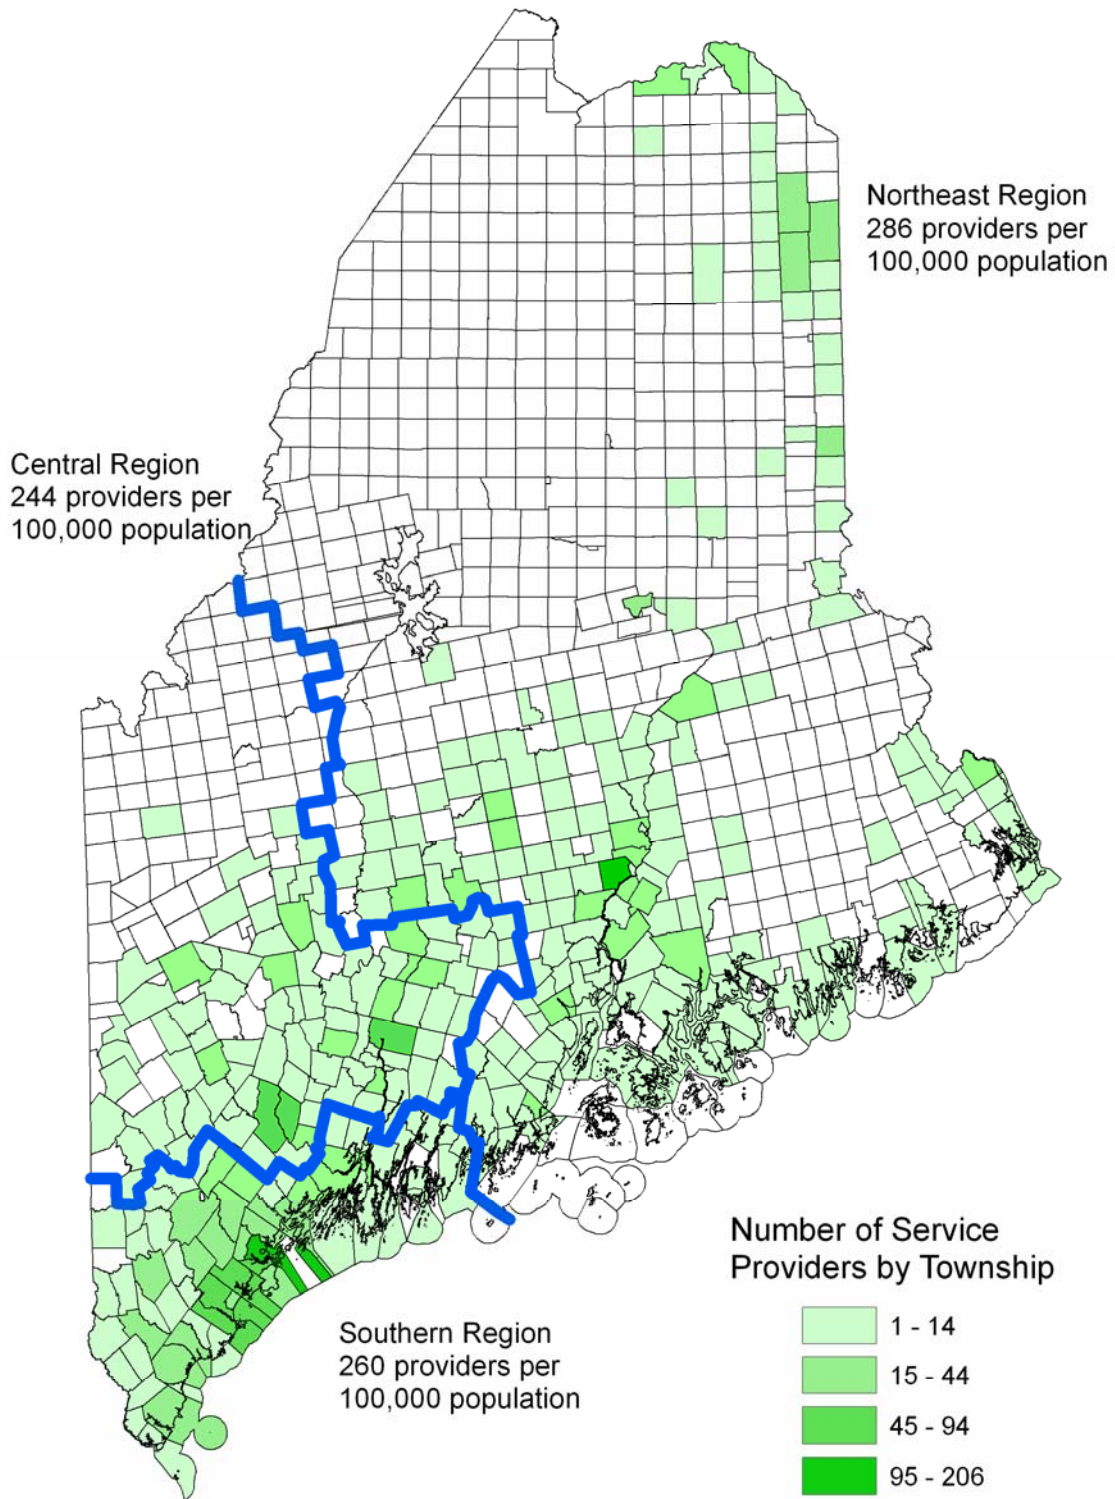 Northeast Region
286 providers per
100,000 population
Central Region
244 providers per
100,000 population
Southern Region
260 providers per
100,000 population
Number of Service
Providers by Township
1 - 14
15 - 44
45 - 94
95 - 206